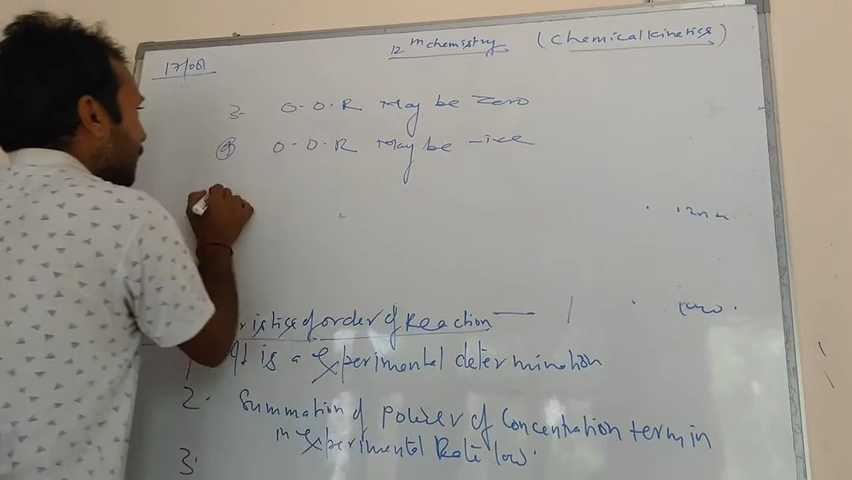 17/08
12th chemistry (Chemical kinetics)
3- O.O.R May be Zero
④ O.O.R May be -ive
ristics of order of Reaction
1 It is a experimental determination
2. Summation of power of Concentration term in
in experimental Rate low.
3.